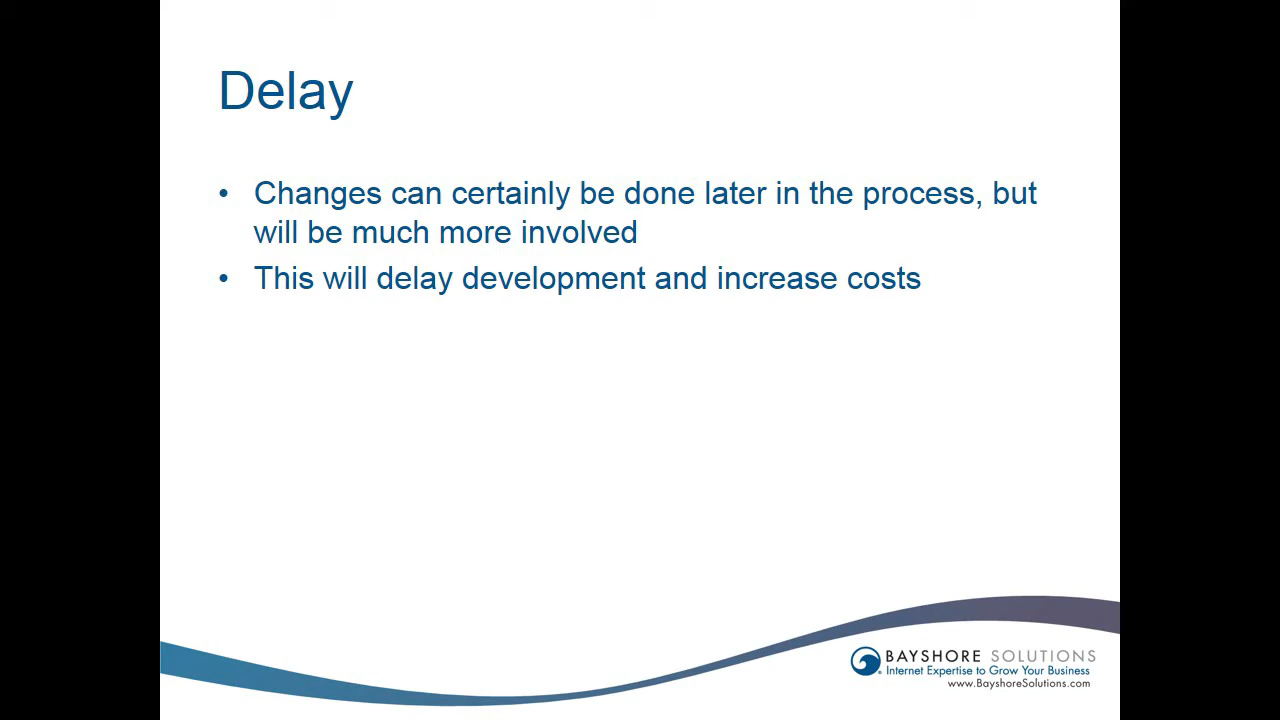 Delay
• Changes can certainly be done later in the process, but
will be much more involved
• This will delay development and increase costs
BAYSHORE SOLUTIONS
Internet Expertise to Grow Your Business
www.BayshoreSolutions.com